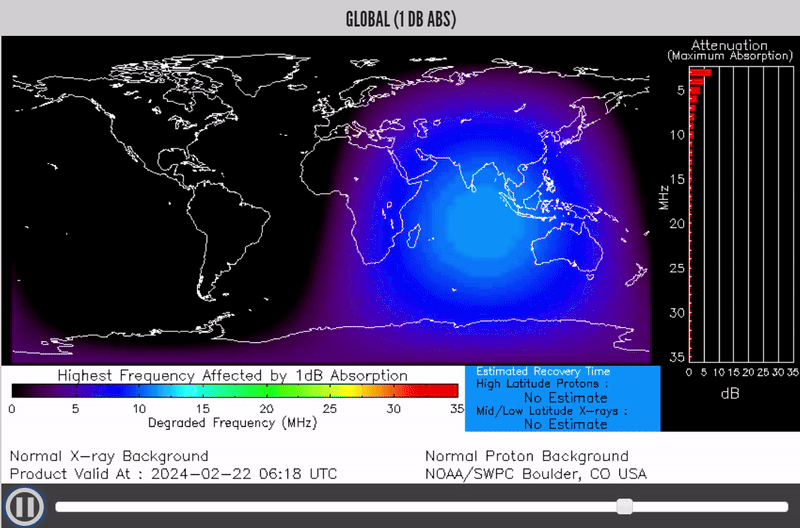 GLOBAL (1 DB ABS)
Attenuation
(Maximum Absorption)
5
10
15
20
25
30
35
MHz
0 5 10 15 20 25 30 35
dB
Highest Frequency Affected by 1dB Absorption
0 5 10 15 20 25 30 35
Degraded Frequency (MHz)
Estimated Recovery Time
High Latitude Protons :
No Estimate
Mid/Low Latitude X-rays :
No Estimate
Normal X-ray Background
Normal Proton Background
Product Valid At : 2024-02-22 06:18 UTC
NOAA/SWPC Boulder, CO USA